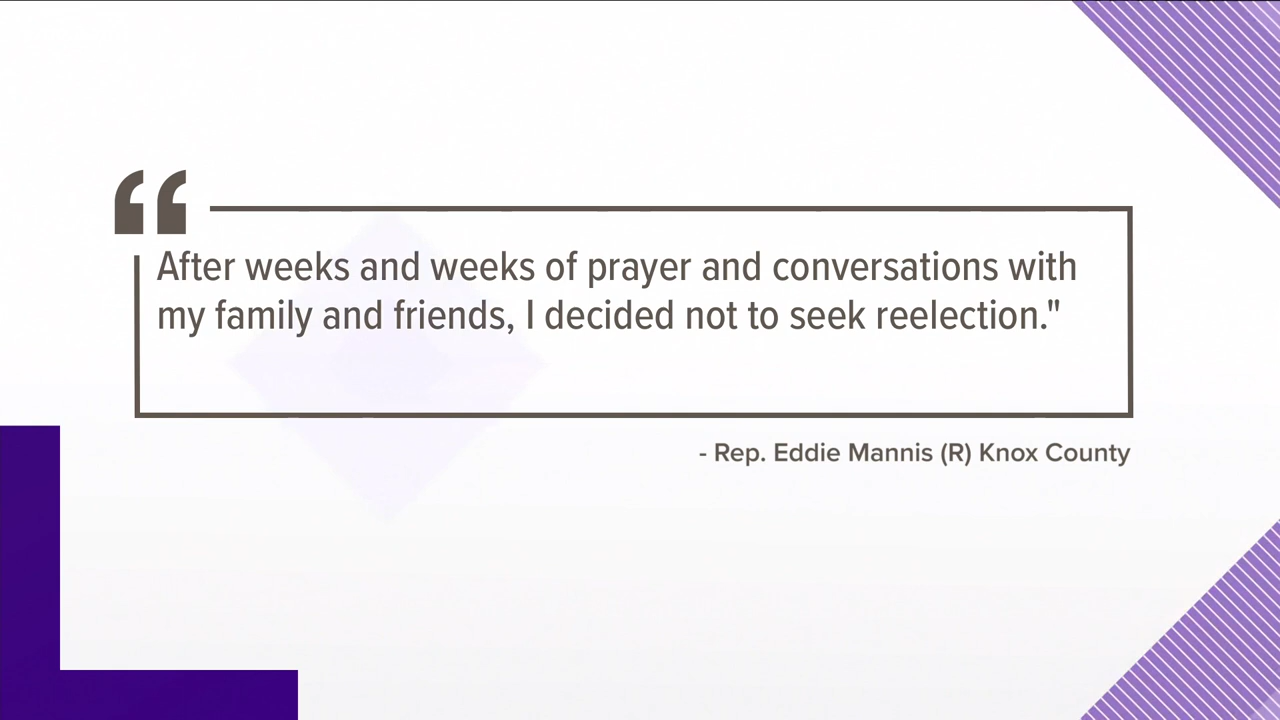 “
After weeks and weeks of prayer and conversations with
my family and friends, I decided not to seek reelection."
- Rep. Eddie Mannis (R) Knox County